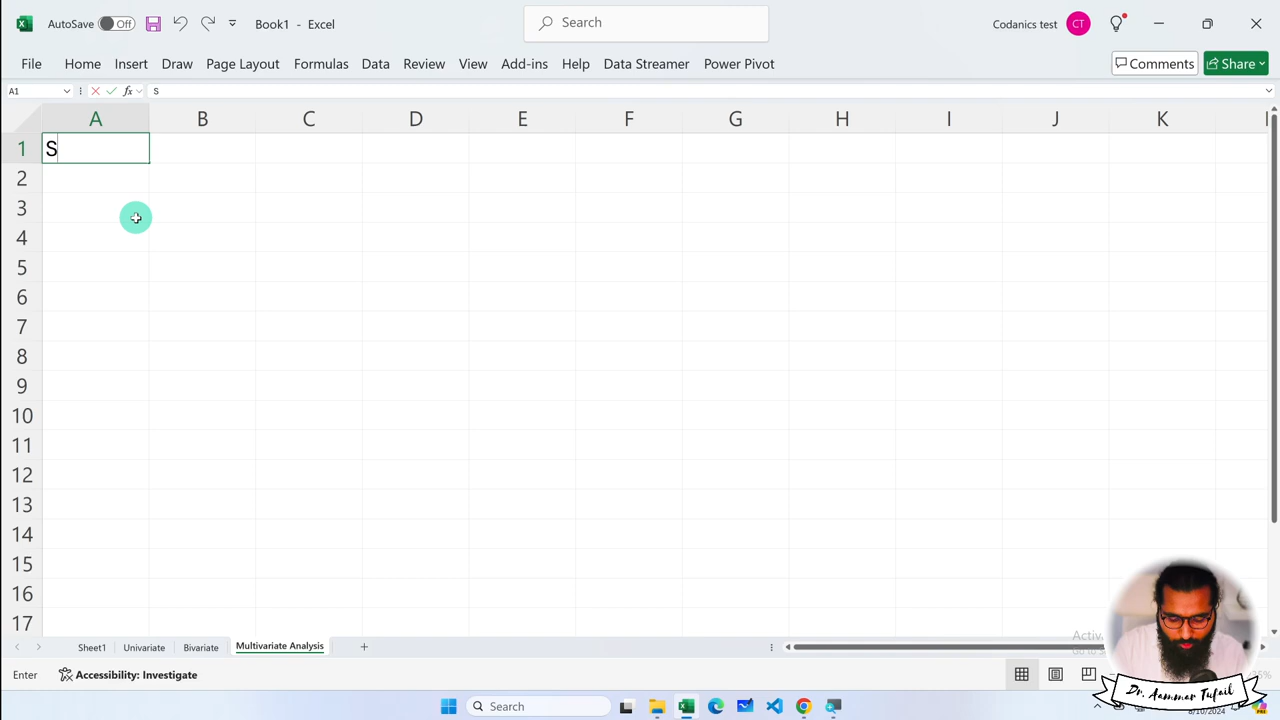 AutoSave Off Book1 - Excel Search Codanics test CT
File Home Insert Draw Page Layout Formulas Data Review View Add-ins Help Data Streamer Power Pivot Comments Share
A1 fx S
A B C D E F G H I J K
1 S
2
3
4
5
6
7
8
9
10
11
12
13
14
15
16
17
Sheet1 Univariate Bivariate Multivariate Analysis
Enter Accessibility: Investigate
Dr. Aammar Tufail
Search
8/10/2024